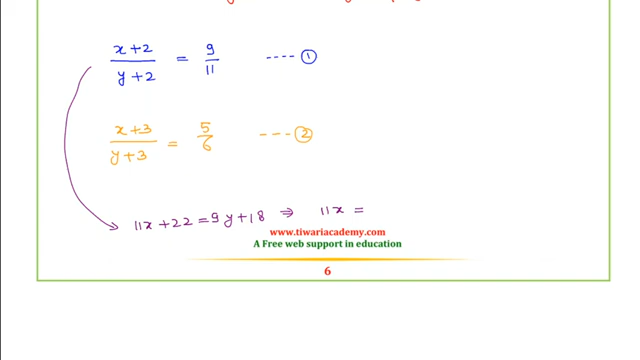 x+2/y+2 = 9/11 ---- ①
x+3/y+3 = 5/6 --- ②
11x+22=9y+18 ⇒ 11x =
www.tiwariacademy.com
A Free web support in education
6